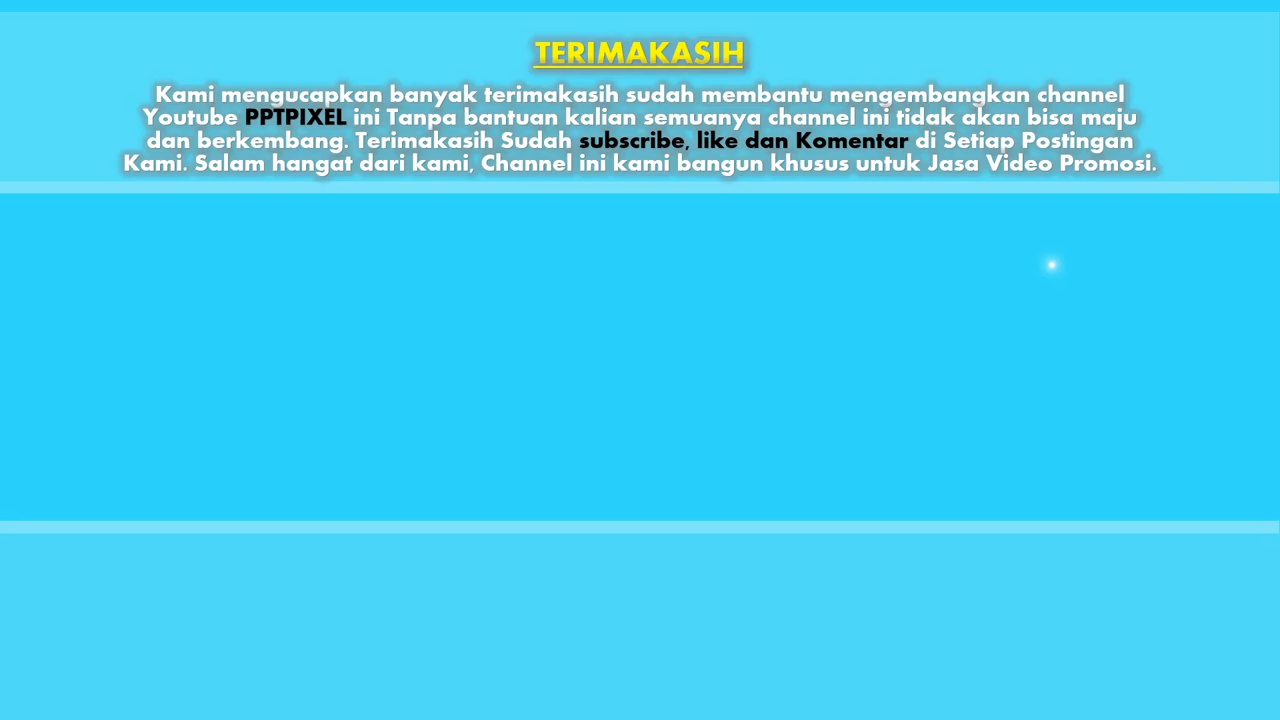 TERIMAKASIH
Kami mengucapkan banyak terimakasih sudah membantu mengembangkan channel
Youtube PPTPIXEL ini Tanpa bantuan kalian semuanya channel ini tidak akan bisa maju
dan berkembang. Terimakasih Sudah subscribe, like dan Komentar di Setiap Postingan
Kami. Salam hangat dari kami, Channel ini kami bangun khusus untuk Jasa Video Promosi.